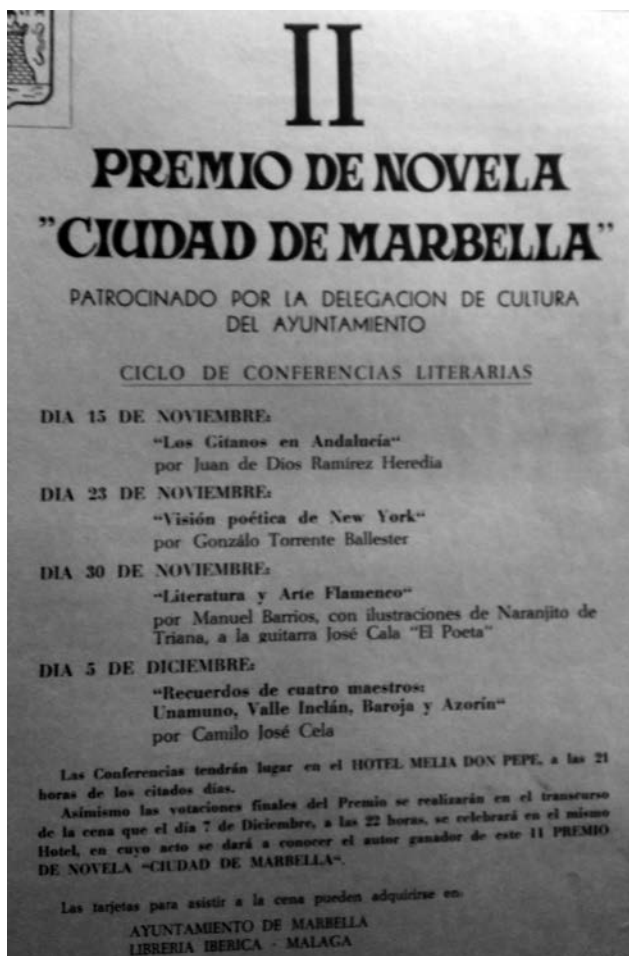 II
PREMIO DE NOVELA
"CIUDAD DE MARBELLA"
PATROCINADO POR LA DELEGACION DE CULTURA
DEL AYUNTAMIENTO
CICLO DE CONFERENCIAS LITERARIAS
DIA 15 DE NOVIEMBRE:
"Los Gitanos en Andalucía"
por Juan de Dios Ramírez Heredia
DIA 23 DE NOVIEMBRE:
"Visión poética de New York"
por Gonzálo Torrente Ballester
DIA 30 DE NOVIEMBRE:
"Literatura y Arte Flamenco"
por Manuel Barrios, con ilustraciones de Naranjito de
Triana, a la guitarra José Cala "El Poeta"
DIA 5 DE DICIEMBRE:
"Recuerdos de cuatro maestros:
Unamuno, Valle Inclán, Baroja y Azorín"
por Camilo José Cela
Las Conferencias tendrán lugar en el HOTEL MELIA DON PEPE, a las 21
horas de los citados días.
Asimismo las votaciones finales del Premio se realizarán en el transcurso
de la cena que el día 7 de Diciembre, a las 22 horas, se celebrará en el mismo
Hotel, en cuyo acto se dará a conocer el autor ganador de este II PREMIO
DE NOVELA "CIUDAD DE MARBELLA".
Las tarjetas para asistir a la cena pueden adquirirse en:
AYUNTAMIENTO DE MARBELLA
LIBRERIA IBERICA - MALAGA